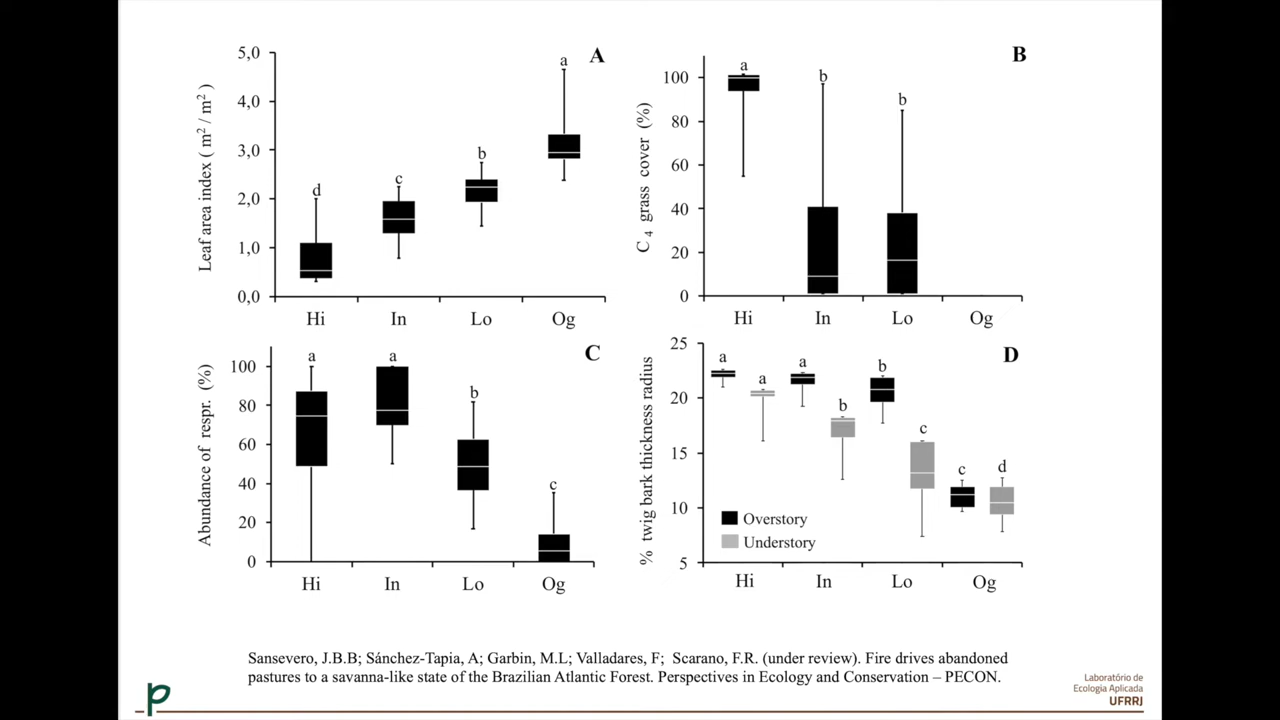 A
5,0
4,0
3,0
2,0
1,0
0,0
Leaf area index ( m² / m² )
d
c
b
a
Hi In Lo Og
B
100
80
60
40
20
0
C₄ grass cover (%)
a
b
b
Hi In Lo Og
C
100
80
60
40
20
0
Abundance of respr. (%)
a
a
b
c
Hi In Lo Og
D
25
20
15
10
5
% twig bark thickness radius
a
a
a
b
b
c
c
d
Overstory
Understory
Hi In Lo Og
Sansevero, J.B.B; Sánchez-Tapia, A; Garbin, M.L; Valladares, F; Scarano, F.R. (under review). Fire drives abandoned
pastures to a savanna-like state of the Brazilian Atlantic Forest. Perspectives in Ecology and Conservation – PECON.
p
Laboratório de
Ecologia Aplicada
UFRRJ